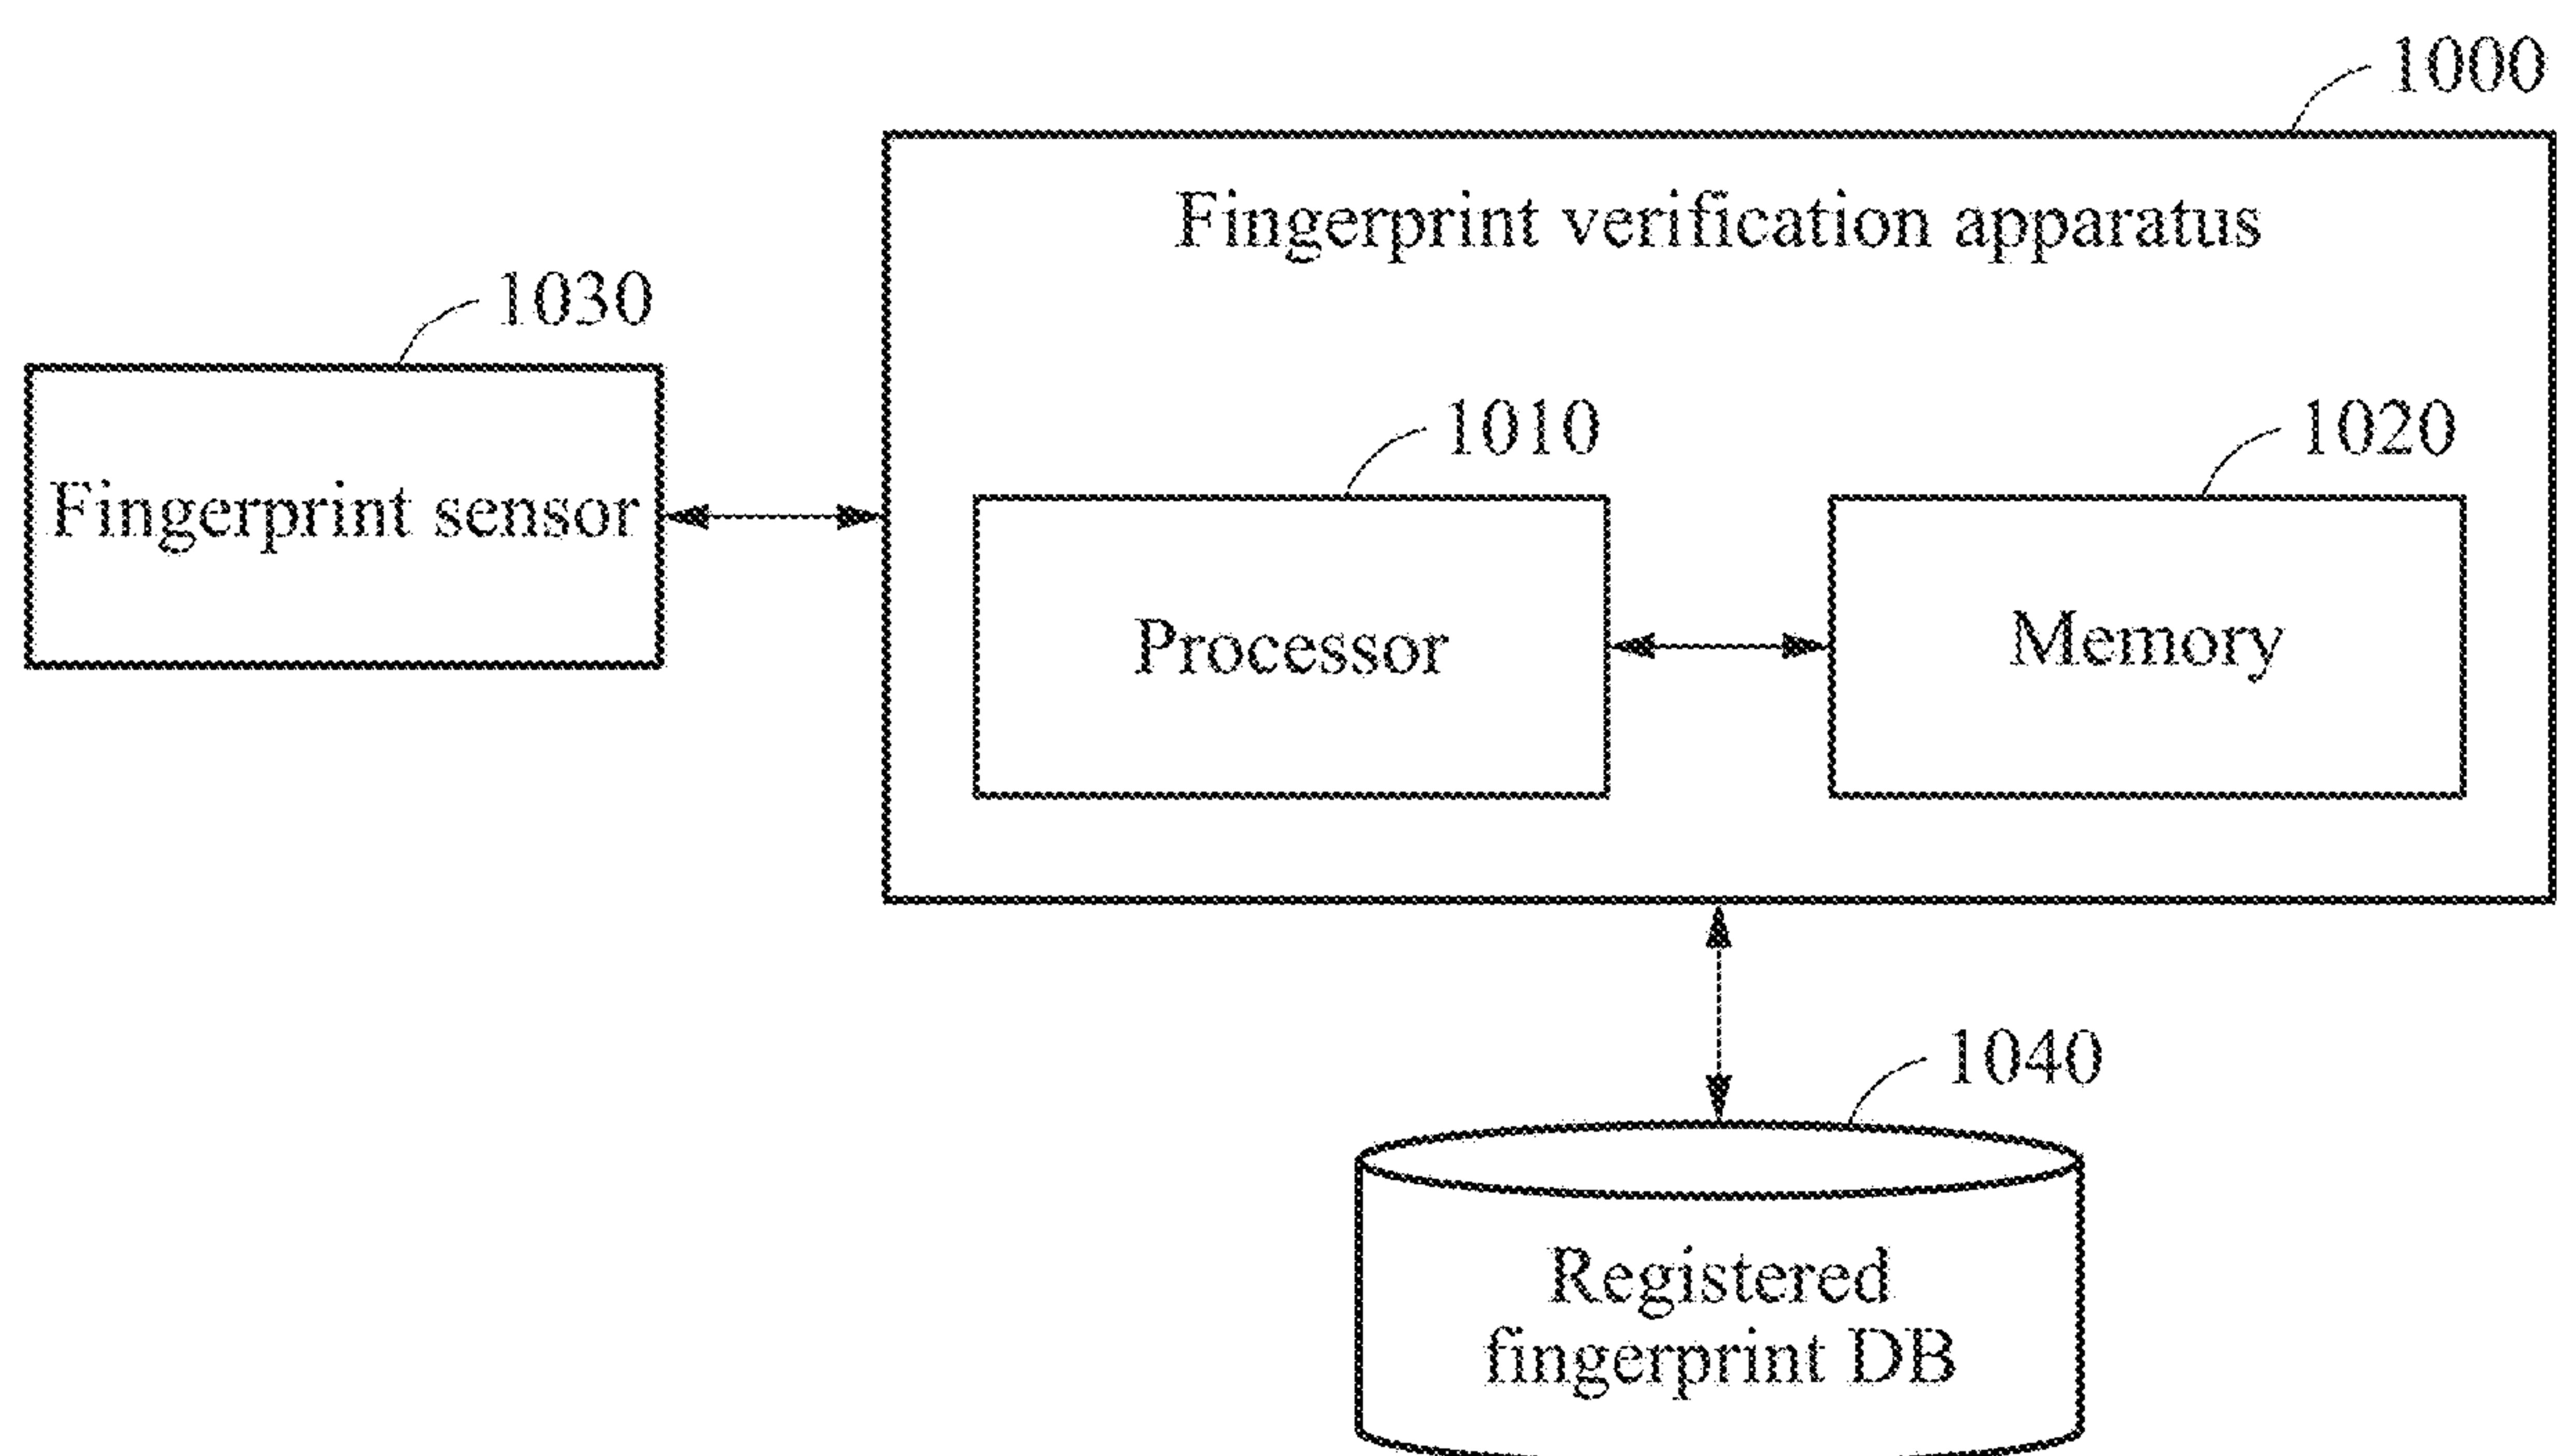 1000
Fingerprint verification apparatus
1030
Fingerprint sensor
1010
1020
Processor
Memory
1040
Registered
fingerprint DB